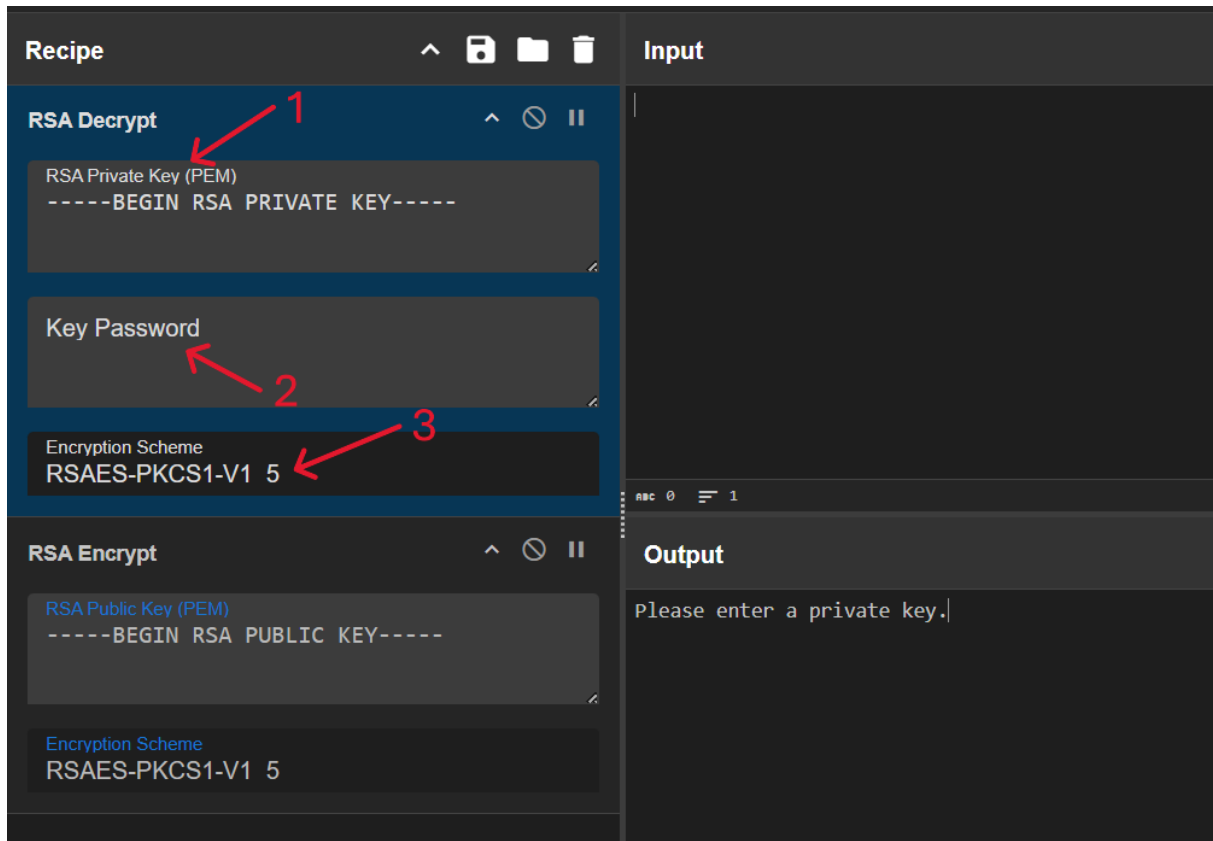 Recipe
RSA Decrypt
1
RSA Private Key (PEM)
-----BEGIN RSA PRIVATE KEY-----
Key Password
2
3
Encryption Scheme
RSAES-PKCS1-V1 5
RSA Encrypt
RSA Public Key (PEM)
-----BEGIN RSA PUBLIC KEY-----
Encryption Scheme
RSAES-PKCS1-V1 5
Input
ABC 0 1
Output
Please enter a private key.